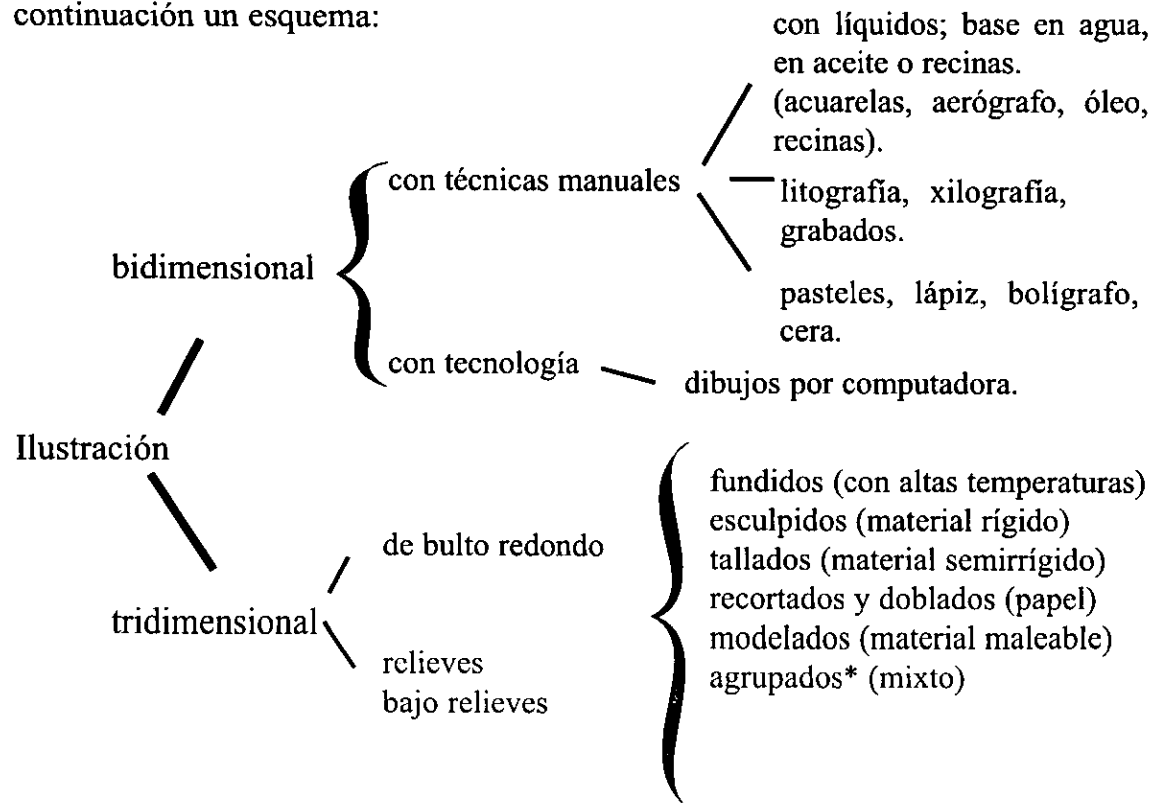 continuación un esquema:
con líquidos; base en agua,
en aceite o recinas.
(acuarelas, aerógrafo, óleo,
recinas).
con técnicas manuales
litografía, xilografía,
grabados.
bidimensional
pasteles, lápiz, bolígrafo,
cera.
con tecnología
dibujos por computadora.
Ilustración
fundidos (con altas temperaturas)
esculpidos (material rígido)
de bulto redondo
tallados (material semirrígido)
recortados y doblados (papel)
tridimensional
modelados (material maleable)
relieves
agrupados* (mixto)
bajo relieves